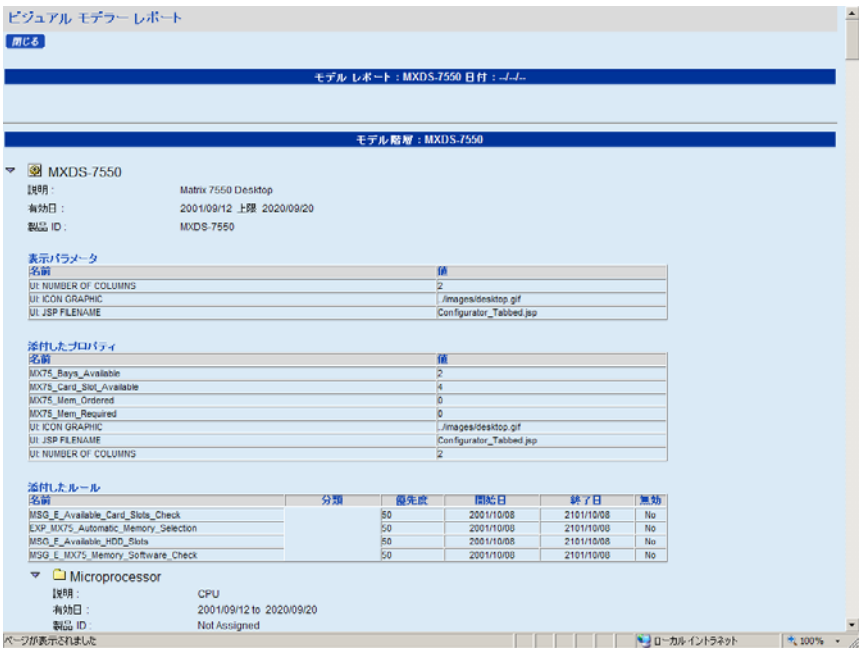 ビジュアル モデラー レポート
閉じる
モデル レポート : MXDS-7550 日付 : --/--/--
モデル階層 : MXDS-7550
MXDS-7550
説明 : Matrix 7550 Desktop
有効日 : 2001/09/12 上限 2020/09/20
製品 ID : MXDS-7550
表示パラメータ
名前 値
UI: NUMBER OF COLUMNS 2
UI: ICON GRAPHIC ../images/desktop.gif
UI: JSP FILENAME Configurator_Tabbed.jsp
添付したプロパティ
名前 値
MX75_Bays_Available 2
MX75_Card_Slot_Available 4
MX75_Mem_Ordered 0
MX75_Mem_Required 0
UI: ICON GRAPHIC ../images/desktop.gif
UI: JSP FILENAME Configurator_Tabbed.jsp
UI: NUMBER OF COLUMNS 2
添付したルール
名前 分類 優先度 開始日 終了日 無効
MSG_E_Available_Card_Slots_Check 50 2001/10/08 2101/10/08 No
EXP_MX75_Automatic_Memory_Selection 50 2001/10/08 2101/10/08 No
MSG_E_Available_HDD_Slots 50 2001/10/08 2101/10/08 No
MSG_E_MX75_Memory_Software_Check 50 2001/10/08 2101/10/08 No
Microprocessor
説明 : CPU
有効日 : 2001/09/12 to 2020/09/20
製品 ID : Not Assigned
ページが表示されました ローカル イントラネット 100%